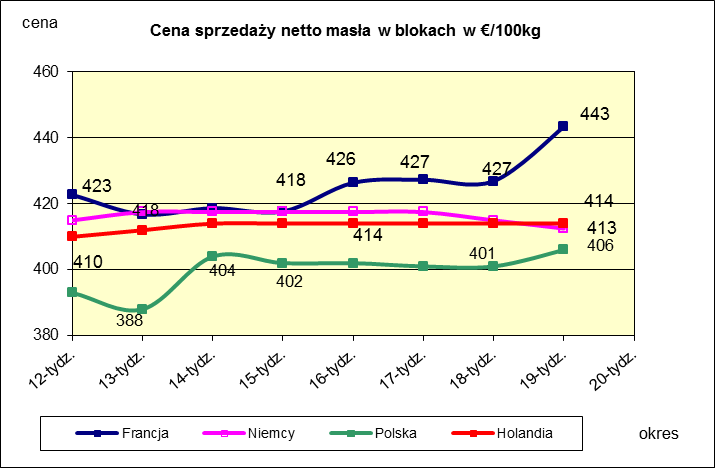 cena
Cena sprzedaży netto masła w blokach w €/100kg
460
440
420
400
380
423
418
418
426
427
427
443
414
413
406
410
388
404
402
414
401
12-tydz.
13-tydz.
14-tydz.
15-tydz.
16-tydz.
17-tydz.
18-tydz.
19-tydz.
20-tydz.
Francja Niemcy Polska Holandia
okres